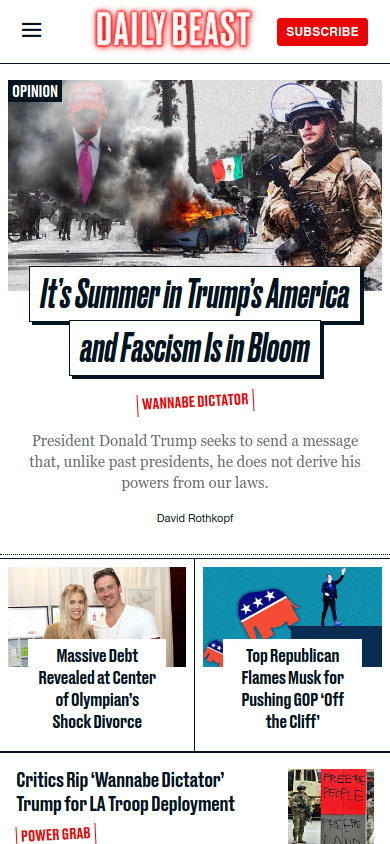 DAILY BEAST
SUBSCRIBE
OPINION
It's Summer in Trump's America
and Fascism Is in Bloom
WANNABE DICTATOR
President Donald Trump seeks to send a message
that, unlike past presidents, he does not derive his
powers from our laws.
David Rothkopf
Massive Debt
Revealed at Center
of Olympian's
Shock Divorce
Top Republican
Flames Musk for
Pushing GOP ‘Off
the Cliff’
Critics Rip ‘Wannabe Dictator’
Trump for LA Troop Deployment
POWER GRAB
FREE THE
PEOPLE
FREE THE
LAND